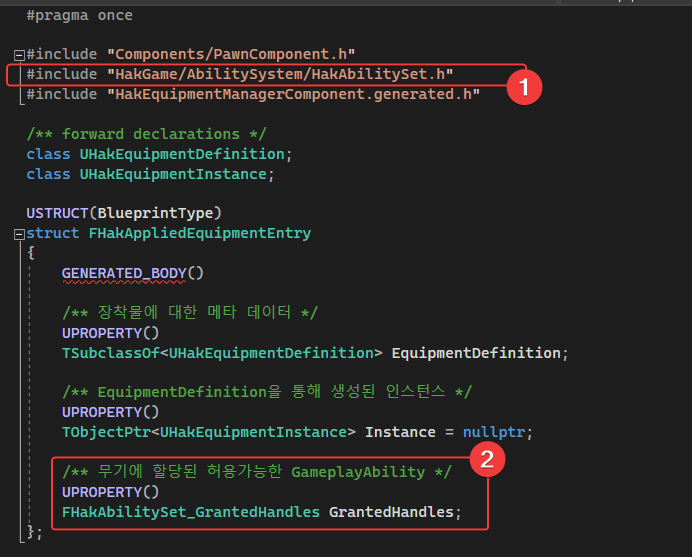 #pragma once
#include "Components/PawnComponent.h"
#include "HakGame/AbilitySystem/HakAbilitySet.h"
1
#include "HakEquipmentManagerComponent.generated.h"
/** forward declarations */
class UHakEquipmentDefinition;
class UHakEquipmentInstance;
USTRUCT(BlueprintType)
struct FHakAppliedEquipmentEntry
{
GENERATED_BODY()
/** 장착물에 대한 메타 데이터 */
UPROPERTY()
TSubclassOf<UHakEquipmentDefinition> EquipmentDefinition;
/** EquipmentDefinition을 통해 생성된 인스턴스 */
UPROPERTY()
TObjectPtr<UHakEquipmentInstance> Instance = nullptr;
2
/** 무기에 할당된 허용가능한 GameplayAbility */
UPROPERTY()
FHakAbilitySet_GrantedHandles GrantedHandles;
};